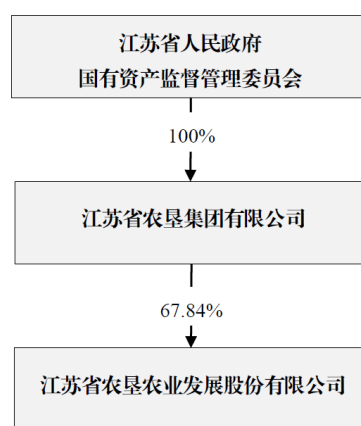 江苏省人民政府
国有资产监督管理委员会
100%
江苏省农垦集团有限公司
67.84%
江苏省农垦农业发展股份有限公司